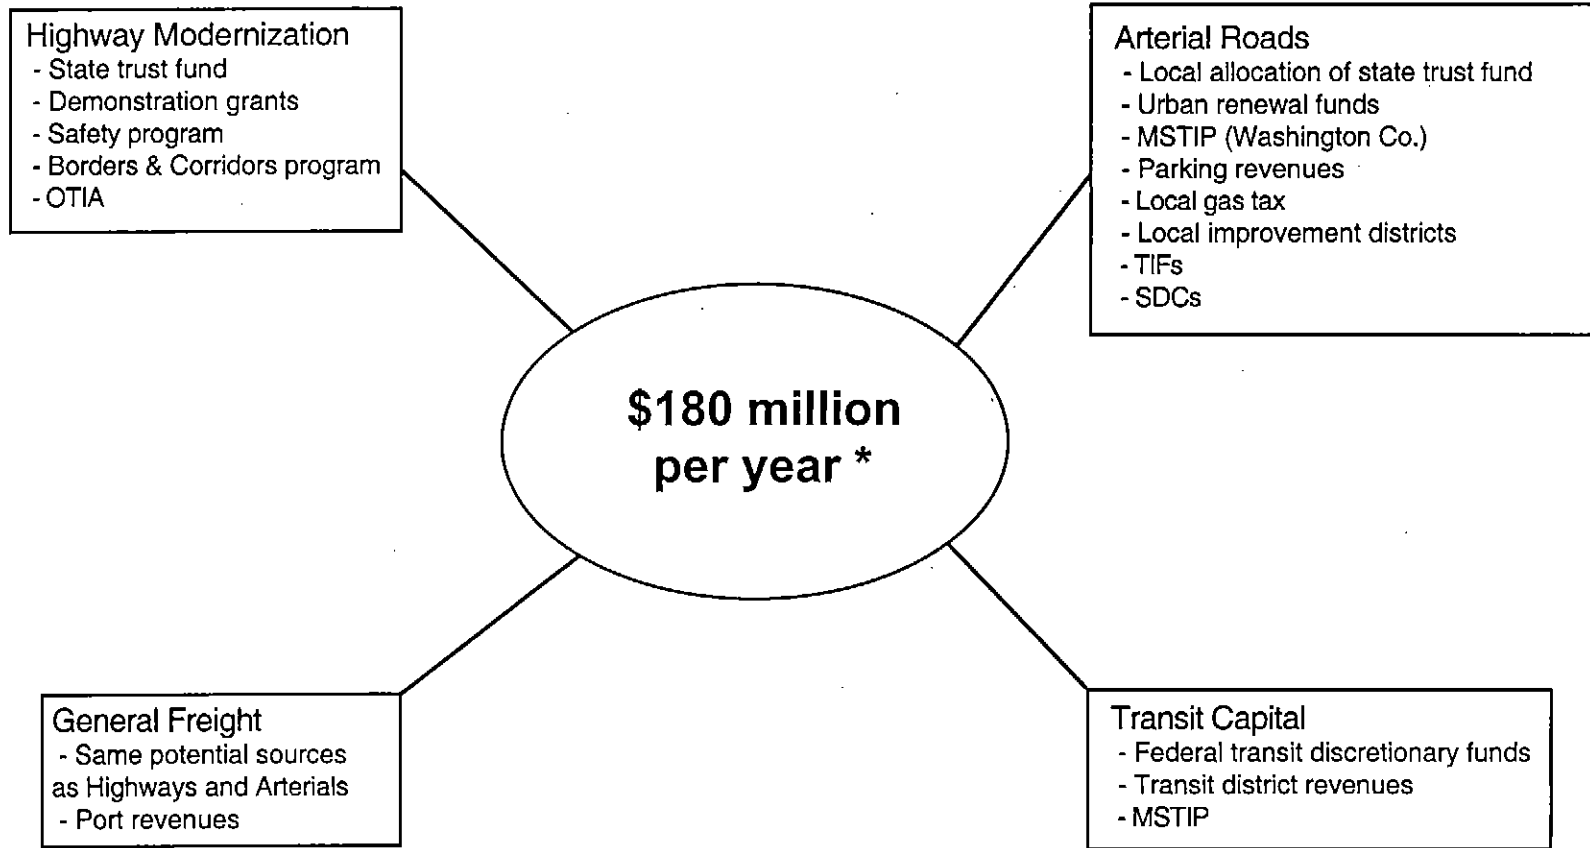 Highway Modernization
- State trust fund
- Demonstration grants
- Safety program
- Borders & Corridors program
- OTIA
Arterial Roads
- Local allocation of state trust fund
- Urban renewal funds
- MSTIP (Washington Co.)
- Parking revenues
- Local gas tax
- Local improvement districts
- TIFs
- SDCs
$180 million
per year *
General Freight
- Same potential sources
as Highways and Arterials
- Port revenues
Transit Capital
- Federal transit discretionary funds
- Transit district revenues
- MSTIP